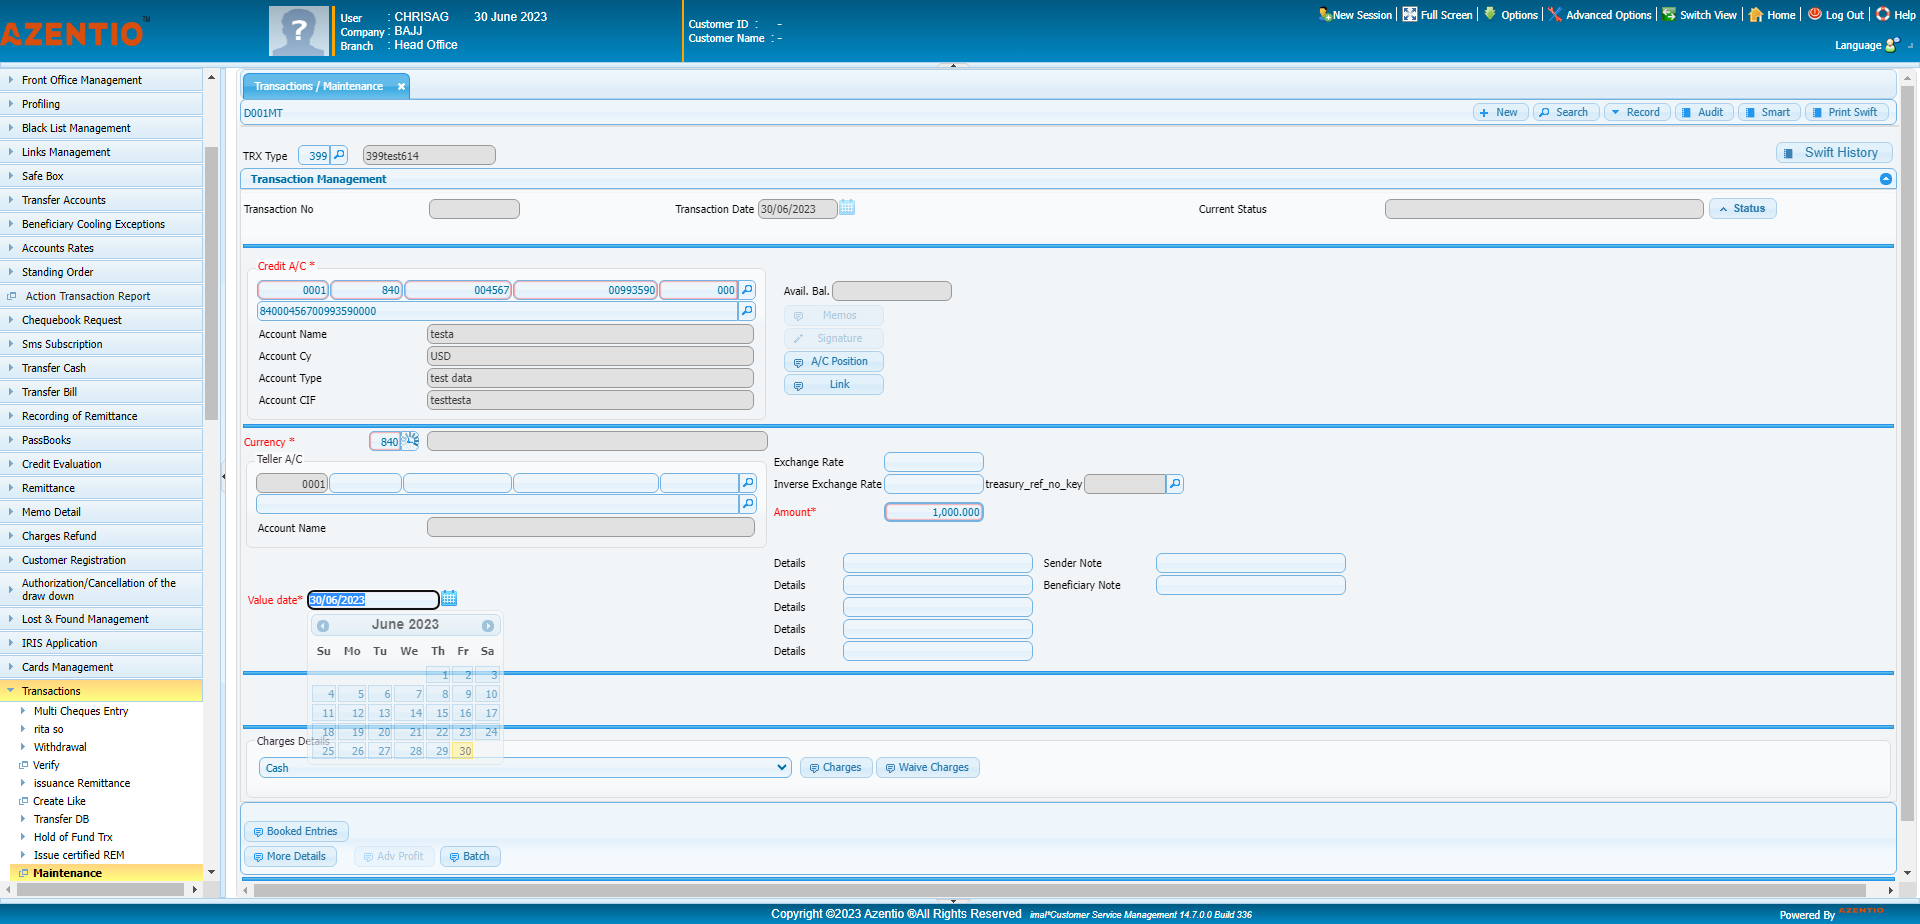 AZENTIO™
User : CHRISAG 30 June 2023
Company : BAJJ
Branch : Head Office
Customer ID : -
Customer Name : -
New Session Full Screen Options Advanced Options Switch View Home Log Out Help
Language
Front Office Management
Profiling
Black List Management
Links Management
Safe Box
Transfer Accounts
Beneficiary Cooling Exceptions
Accounts Rates
Standing Order
Action Transaction Report
Chequebook Request
Sms Subscription
Transfer Cash
Transfer Bill
Recording of Remittance
PassBooks
Credit Evaluation
Remittance
Memo Detail
Charges Refund
Customer Registration
Authorization/Cancellation of the
draw down
Lost & Found Management
IRIS Application
Cards Management
Transactions
Multi Cheques Entry
rita so
Withdrawal
Verify
issuance Remittance
Create Like
Transfer DB
Hold of Fund Trx
Issue certified REM
Maintenance
Transactions / Maintenance
D001MT
New Search Record Audit Smart Print Swift
TRX Type 399 399test614
Swift History
Transaction Management
Transaction No Transaction Date 30/06/2023 Current Status Status
Credit A/C *
0001 840 004567 00993590 000
84000456700993590000
Account Name testa
Account Cy USD
Account Type test data
Account CIF testtesta
Avail. Bal.
Memos
Signature
A/C Position
Link
Currency * 840
Teller A/C
0001
Account Name
Exchange Rate
Inverse Exchange Rate treasury_ref_no_key
Amount* 1,000.000
Details Sender Note
Details Beneficiary Note
Details
Details
Details
Value date* 30/06/2023
June 2023
Su Mo Tu We Th Fr Sa
1 2 3
4 5 6 7 8 9 10
11 12 13 14 15 16 17
18 19 20 21 22 23 24
25 26 27 28 29 30
Charges Details
Cash Charges Waive Charges
Booked Entries
More Details Adv Profit Batch
Copyright ©2023 Azentio ®All Rights Reserved imal*Customer Service Management 14.7.0.0 Build 336
Powered By AZENTIO